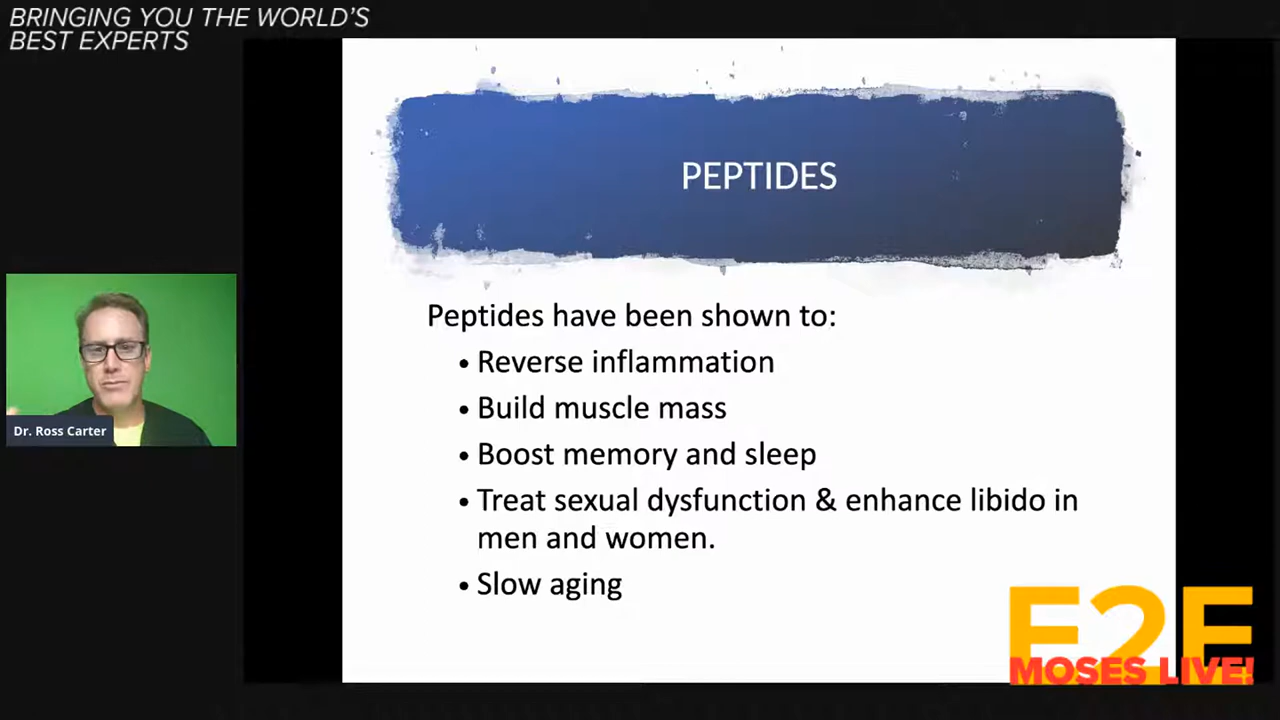 BRINGING YOU THE WORLD'S
BEST EXPERTS
PEPTIDES
Peptides have been shown to:
• Reverse inflammation
• Build muscle mass
• Boost memory and sleep
• Treat sexual dysfunction & enhance libido in
men and women.
• Slow aging
Dr. Ross Carter
E2E
MOSES LIVE!